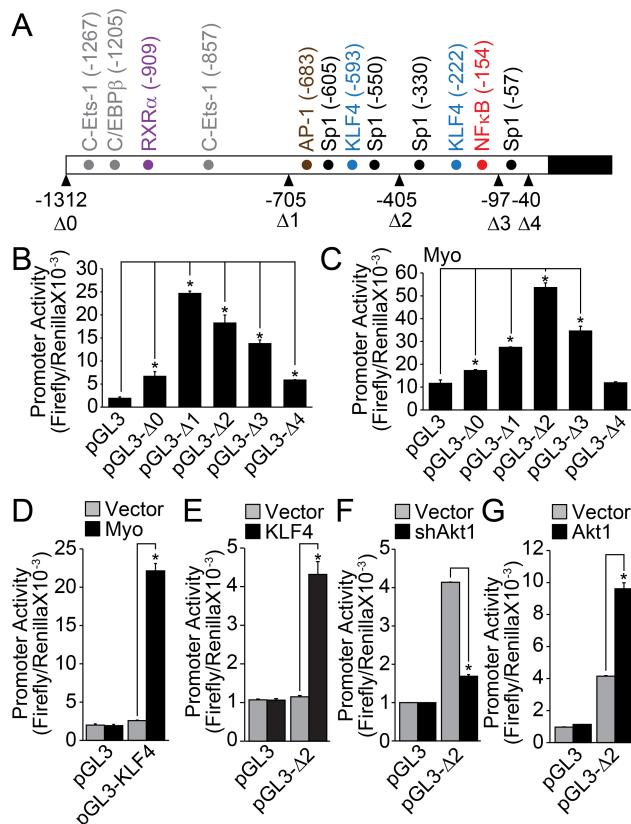 A
C-Ets-1 (-1267)
C/EBPβ (-1205)
RXRα (-909)
C-Ets-1 (-857)
AP-1 (-683)
Sp1 (-605)
KLF4 (-593)
Sp1 (-550)
Sp1 (-330)
KLF4 (-222)
NFκB (-154)
Sp1 (-57)
-1312 -705 -405 -97 -40
Δ0 Δ1 Δ2 Δ3 Δ4
B
Promoter Activity
(Firefly/RenillaX10⁻³)
30
25
20
15
10
5
0
* * * * *
pGL3
pGL3-Δ0
pGL3-Δ1
pGL3-Δ2
pGL3-Δ3
pGL3-Δ4
C
Myo
Promoter Activity
(Firefly/RenillaX10⁻³)
60
50
40
30
20
10
0
* * * *
pGL3
pGL3-Δ0
pGL3-Δ1
pGL3-Δ2
pGL3-Δ3
pGL3-Δ4
D
Vector
Myo
Promoter Activity
(Firefly/RenillaX10⁻³)
25
20
15
10
5
0
*
pGL3
pGL3-KLF4
E
Vector
KLF4
Promoter Activity
(Firefly/RenillaX10⁻³)
6
4
2
0
*
pGL3
pGL3-Δ2
F
Vector
shAkt1
Promoter Activity
(Firefly/RenillaX10⁻³)
5
4
3
2
1
0
*
pGL3
pGL3-Δ2
G
Vector
Akt1
Promoter Activity
(Firefly/RenillaX10⁻³)
12
10
8
6
4
2
0
*
pGL3
pGL3-Δ2